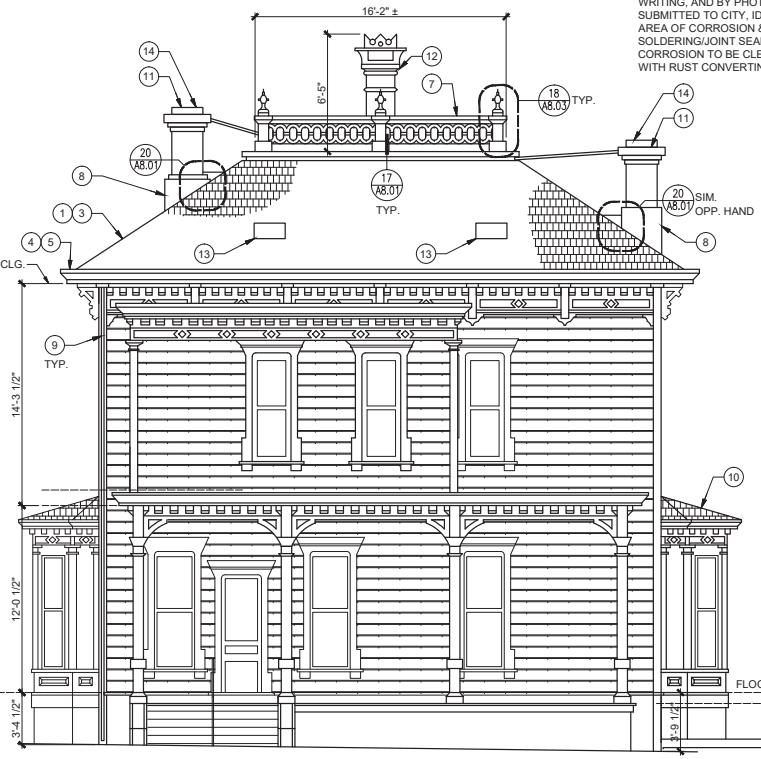 WRITING, AND BY PHOT
SUBMITTED TO CITY, ID
AREA OF CORROSION &
SOLDERING/JOINT SEA
CORROSION TO BE CLE
WITH RUST CONVERTIN
16'-2" ±
14
11
12
6'-5"
7
18
A8.03
TYP.
14
11
20
A8.01
8
17
A8.01
TYP.
20
A8.01
SIM.
OPP. HAND
1
3
13
13
8
4
5
CLG.
9
TYP.
14'-3 1/2"
10
12'-0 1/2"
FLOO
3'-4 1/2"
3'-9 1/2"